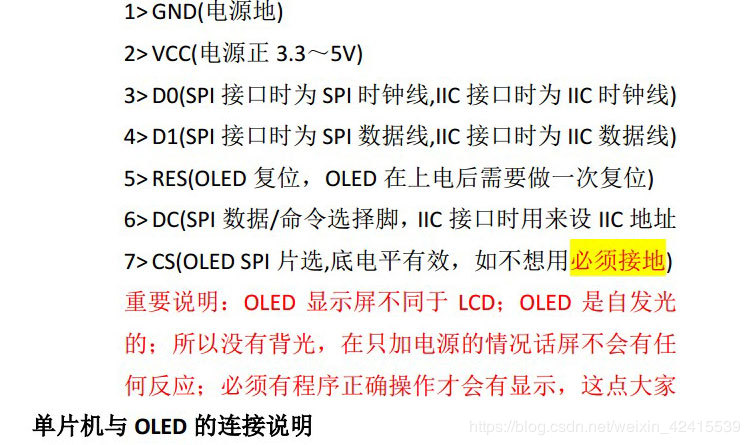 1> GND(电源地)
2> VCC(电源正 3.3～5V)
3> D0(SPI 接口时为 SPI 时钟线,IIC 接口时为 IIC 时钟线)
4> D1(SPI 接口时为 SPI 数据线,IIC 接口时为 IIC 数据线)
5> RES(OLED 复位，OLED 在上电后需要做一次复位)
6> DC(SPI 数据/命令选择脚，IIC 接口时用来设 IIC 地址
7> CS(OLED SPI 片选,底电平有效，如不想用必须接地)
重要说明：OLED 显示屏不同于 LCD；OLED 是自发光
的；所以没有背光，在只加电源的情况话屏不会有任
何反应；必须有程序正确操作才会有显示，这点大家
单片机与 OLED 的连接说明
https://blog.csdn.net/weixin_42415539